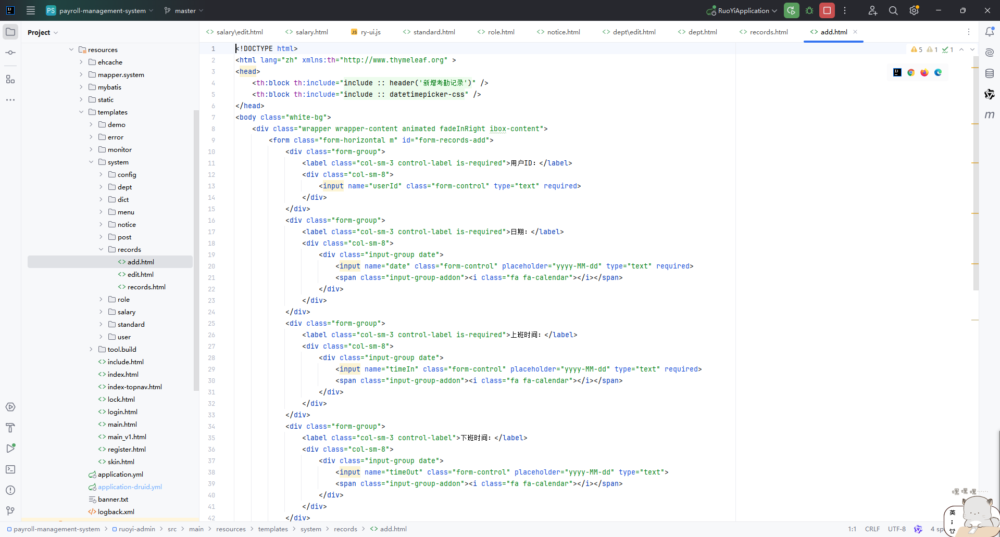 PS payroll-management-system master RuoYiApplication
Project
salary\edit.html salary.html JS ry-ui.js standard.html role.html notice.html dept\edit.html dept.html records.html add.html
resources
ehcache
mapper.system
mybatis
static
templates
demo
error
monitor
system
config
dept
dict
menu
notice
post
records
add.html
edit.html
records.html
role
salary
standard
user
tool.build
include.html
index.html
index-topnav.html
lock.html
login.html
main.html
main_v1.html
register.html
skin.html
application.yml
application-druid.yml
banner.txt
logback.xml
5 1 1
1 <!DOCTYPE html>
2 <html lang="zh" xmlns:th="http://www.thymeleaf.org" >
3 <head>
4 <th:block th:include="include :: header('新增考勤记录')" />
5 <th:block th:include="include :: datetimepicker-css" />
6 </head>
7 <body class="white-bg">
8 <div class="wrapper wrapper-content animated fadeInRight ibox-content">
9 <form class="form-horizontal m" id="form-records-add">
10 <div class="form-group">
11 <label class="col-sm-3 control-label is-required">用户ID：</label>
12 <div class="col-sm-8">
13 <input name="userId" class="form-control" type="text" required>
14 </div>
15 </div>
16 <div class="form-group">
17 <label class="col-sm-3 control-label is-required">日期：</label>
18 <div class="col-sm-8">
19 <div class="input-group date">
20 <input name="date" class="form-control" placeholder="yyyy-MM-dd" type="text" required>
21 <span class="input-group-addon"><i class="fa fa-calendar"></i></span>
22 </div>
23 </div>
24 </div>
25 <div class="form-group">
26 <label class="col-sm-3 control-label is-required">上班时间：</label>
27 <div class="col-sm-8">
28 <div class="input-group date">
29 <input name="timeIn" class="form-control" placeholder="yyyy-MM-dd" type="text" required>
30 <span class="input-group-addon"><i class="fa fa-calendar"></i></span>
31 </div>
32 </div>
33 </div>
34 <div class="form-group">
35 <label class="col-sm-3 control-label">下班时间：</label>
36 <div class="col-sm-8">
37 <div class="input-group date">
38 <input name="timeOut" class="form-control" placeholder="yyyy-MM-dd" type="text">
39 <span class="input-group-addon"><i class="fa fa-calendar"></i></span>
40 </div>
41 </div>
42 </div>
嘿嘿嘿······
英
;
payroll-management-system > ruoyi-admin > src > main > resources > templates > system > records > add.html
1:1 CRLF UTF-8 4 sp